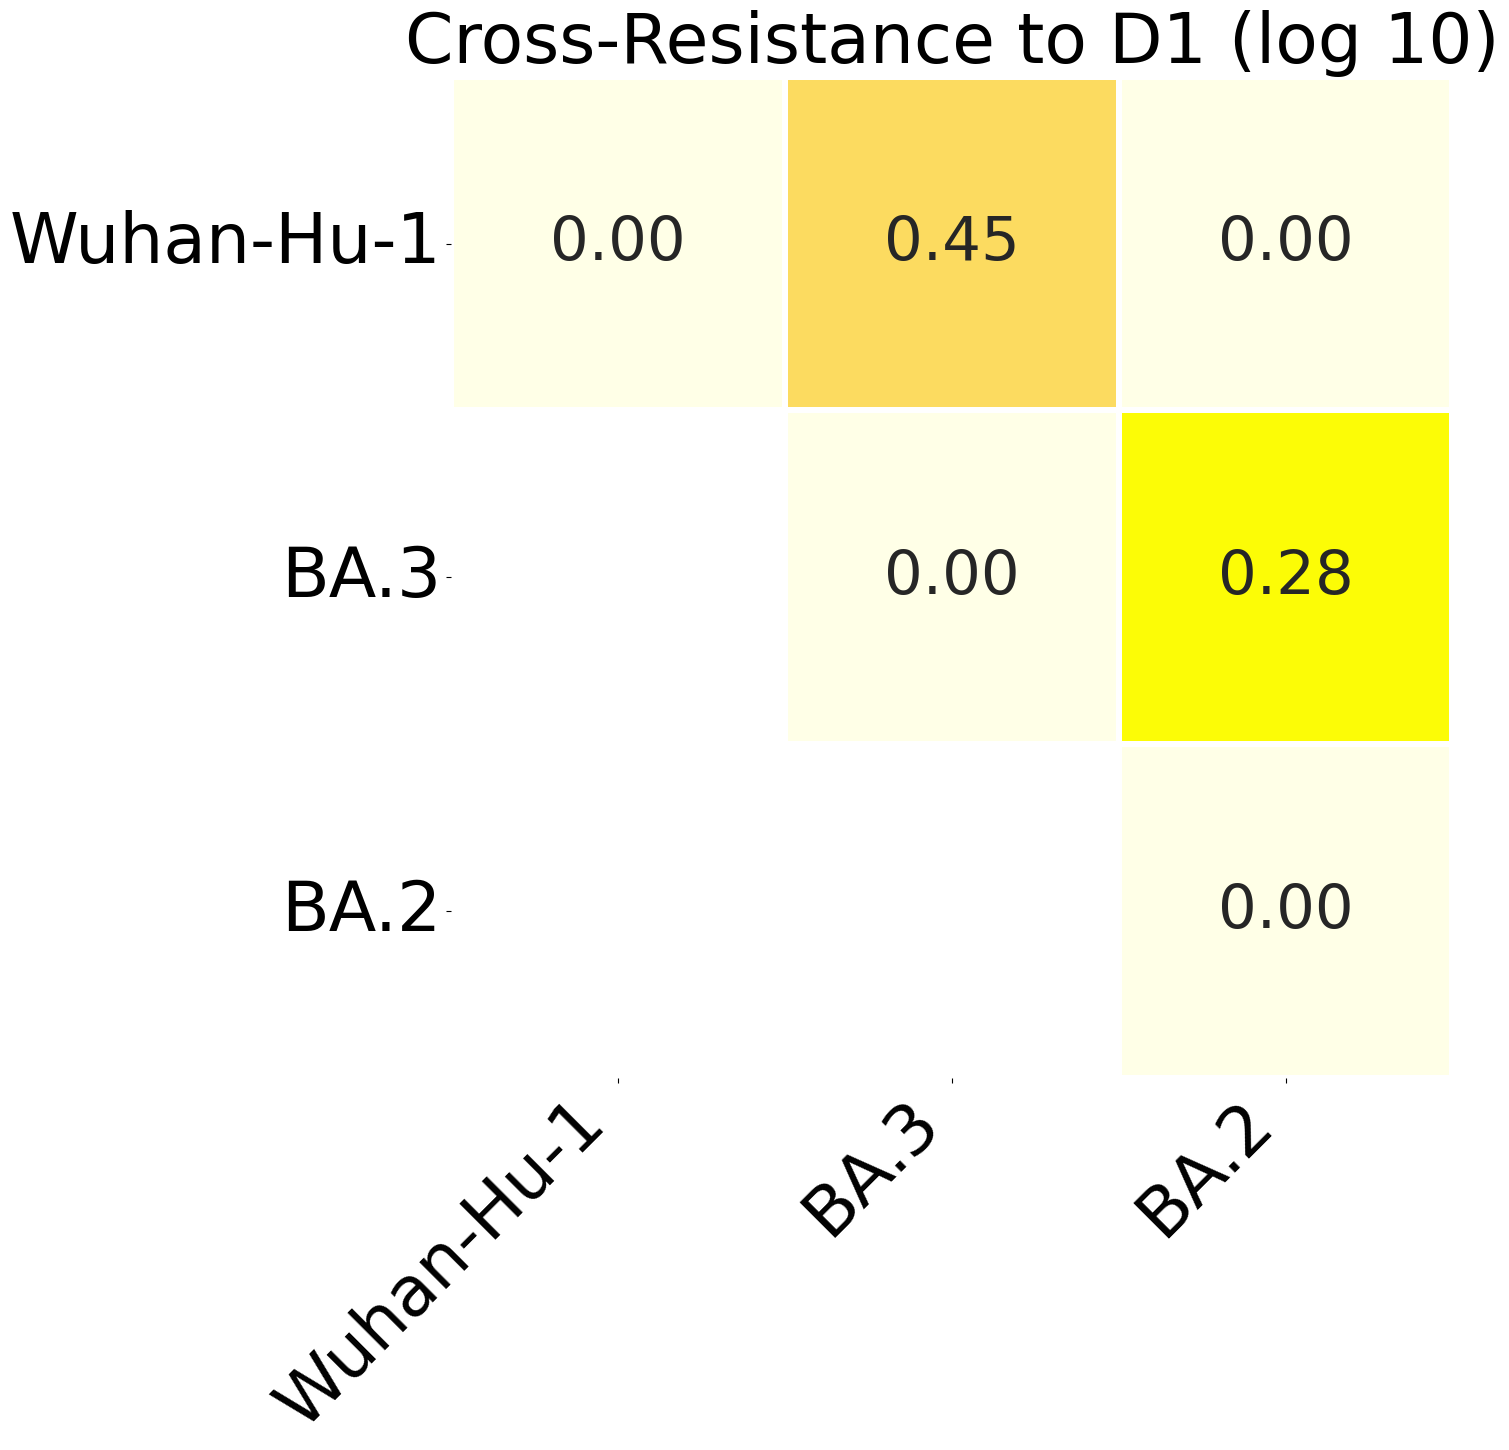 Cross-Resistance to D1 (log 10)
Wuhan-Hu-1 0.00 0.45 0.00
BA.3 0.00 0.28
BA.2 0.00
Wuhan-Hu-1 BA.3 BA.2